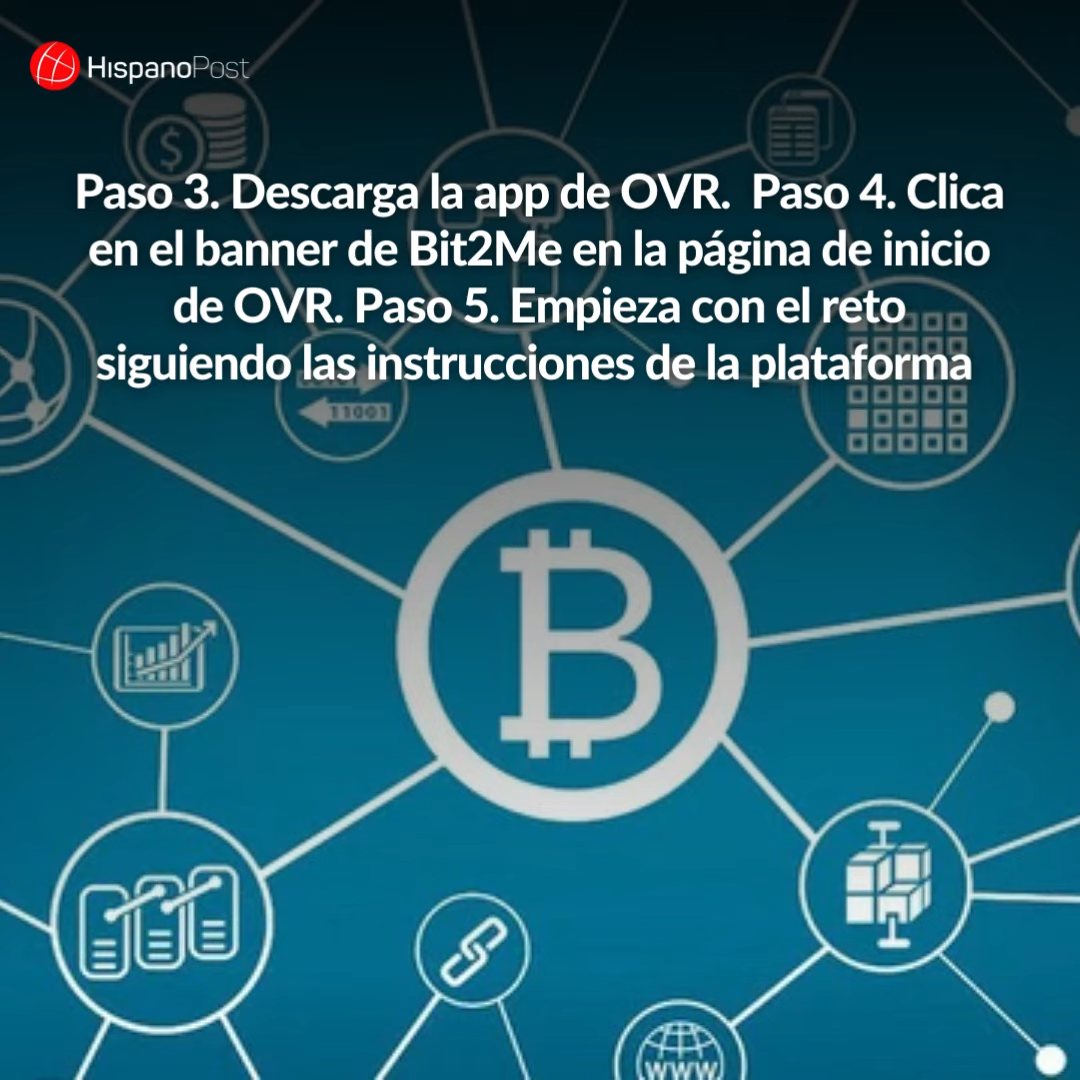 HispanoPost
Paso 3. Descarga la app de OVR.  Paso 4. Clica
en el banner de Bit2Me en la página de inicio
de OVR. Paso 5. Empieza con el reto
siguiendo las instrucciones de la plataforma
11001
WWW